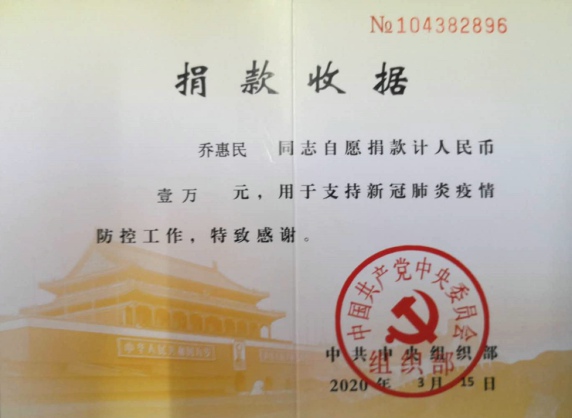 №104382896
捐款收据
乔惠民 同志自愿捐款计人民币
壹万 元，用于支持新冠肺炎疫情
防控工作，特致感谢。
中国共产党中央委员会
组织部
中共中央组织部
2020年3月15日